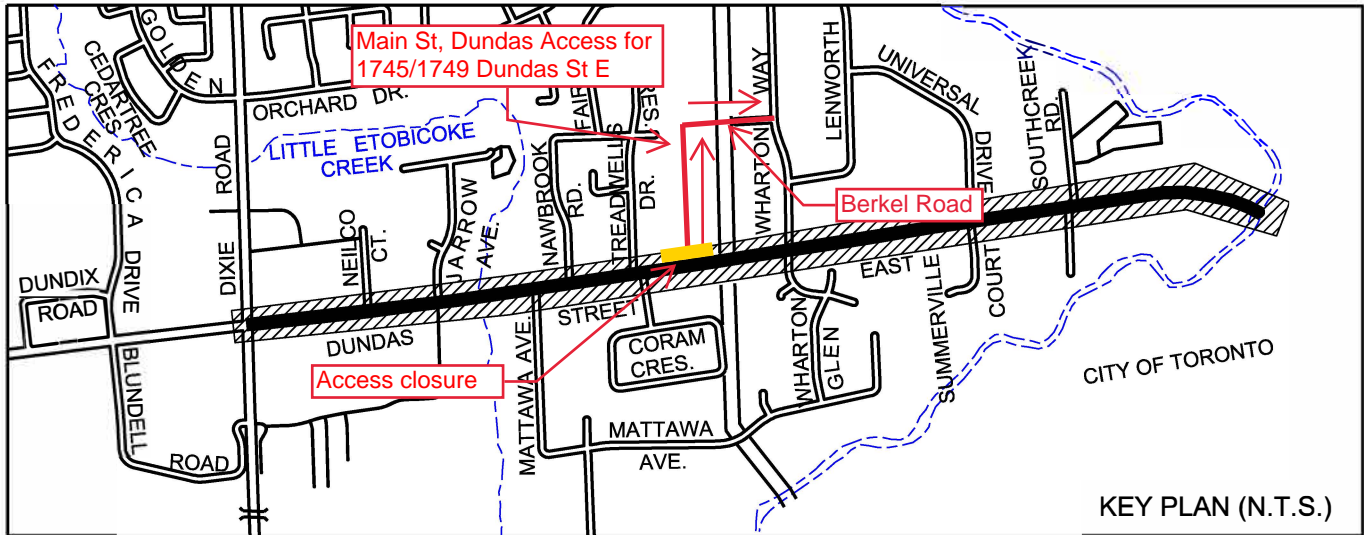 GOLDEN
CEDARTREE
CRES.
FREDERICA DRIVE
ORCHARD DR.
Main St, Dundas Access for
1745/1749 Dundas St E
LITTLE ETOBICOKE
CREEK
DIXIE ROAD
NEILCO
CT.
JARROW
AVE.
NAWBROOK
RD.
FAIR
RES.
TREADWELLS
DR.
WHARTON WAY
LENWORTH
UNIVERSAL DRIVE
SOUTHCREEK
RD.
Berkel Road
DUNDIX
ROAD
DUNDAS STREET EAST
Access closure
BLUNDELL ROAD
MATTAWA AVE.
CORAM
CRES.
WHARTON
GLEN
SUMMERVILLE
COURT
CITY OF TORONTO
MATTAWA
AVE.
KEY PLAN (N.T.S.)